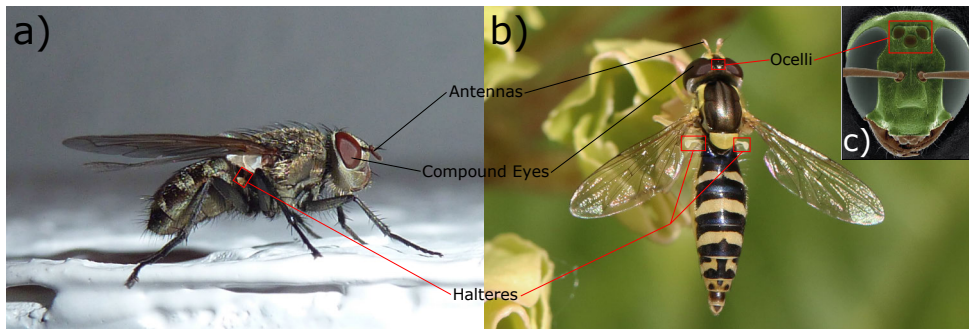 a)
b)
Ocelli
Antennas
c)
Compound Eyes
Halteres